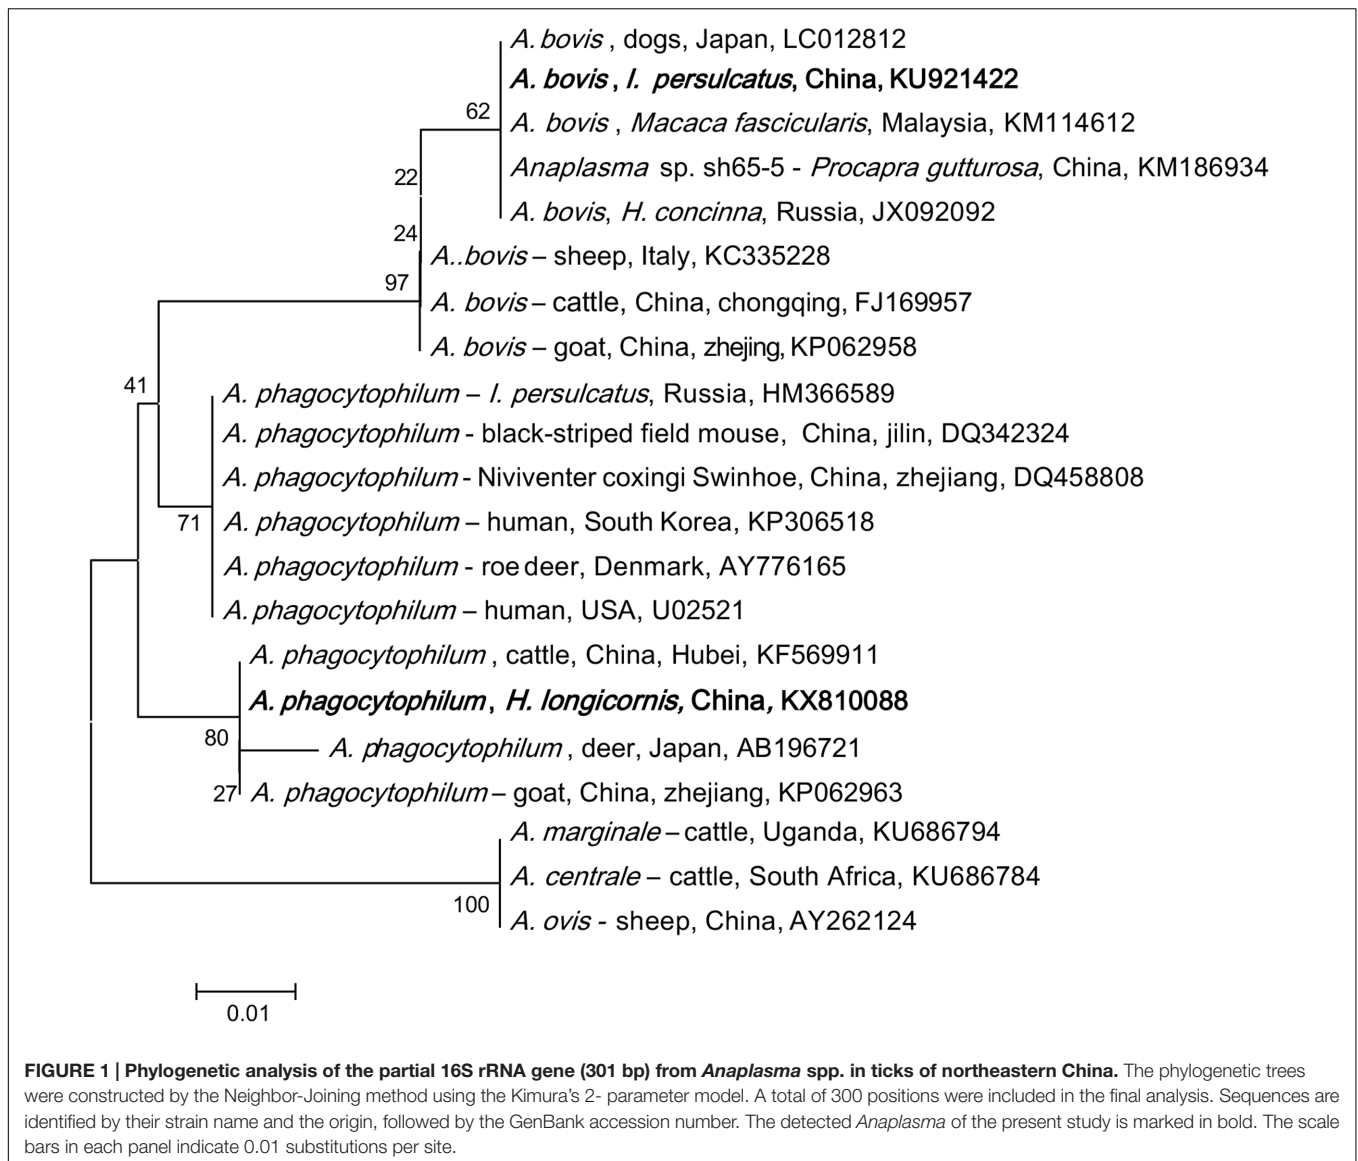 A. bovis , dogs, Japan, LC012812
A. bovis , I. persulcatus, China, KU921422
62
A. bovis , Macaca fascicularis, Malaysia, KM114612
Anaplasma sp. sh65-5 - Procapra gutturosa, China, KM186934
22
A. bovis, H. concinna, Russia, JX092092
24
A..bovis – sheep, Italy, KC335228
97
A. bovis – cattle, China, chongqing, FJ169957
A. bovis – goat, China, zhejing, KP062958
41
A. phagocytophilum – I. persulcatus, Russia, HM366589
A. phagocytophilum - black-striped field mouse, China, jilin, DQ342324
A. phagocytophilum - Niviventer coxingi Swinhoe, China, zhejiang, DQ458808
71
A. phagocytophilum – human, South Korea, KP306518
A. phagocytophilum - roe deer, Denmark, AY776165
A. phagocytophilum – human, USA, U02521
A. phagocytophilum , cattle, China, Hubei, KF569911
A. phagocytophilum, H. longicornis, China, KX810088
80
A. phagocytophilum , deer, Japan, AB196721
27
A. phagocytophilum – goat, China, zhejiang, KP062963
A. marginale – cattle, Uganda, KU686794
A. centrale – cattle, South Africa, KU686784
100
A. ovis - sheep, China, AY262124
0.01
FIGURE 1 | Phylogenetic analysis of the partial 16S rRNA gene (301 bp) from Anaplasma spp. in ticks of northeastern China. The phylogenetic trees
were constructed by the Neighbor-Joining method using the Kimura's 2- parameter model. A total of 300 positions were included in the final analysis. Sequences are
identified by their strain name and the origin, followed by the GenBank accession number. The detected Anaplasma of the present study is marked in bold. The scale
bars in each panel indicate 0.01 substitutions per site.